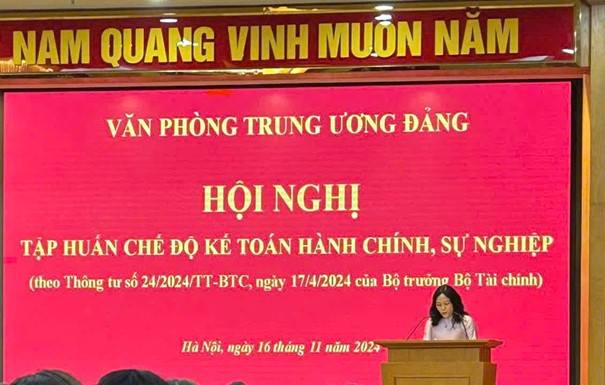 NAM QUANG VINH MUÔN NĂM
VĂN PHÒNG TRUNG ƯƠNG ĐẢNG
HỘI NGHỊ
TẬP HUẤN CHẾ ĐỘ KẾ TOÁN HÀNH CHÍNH, SỰ NGHIỆP
(theo Thông tư số 24/2024/TT-BTC, ngày 17/4/2024 của Bộ trưởng Bộ Tài chính)
Hà Nội, ngày 16 tháng 11 năm 2024